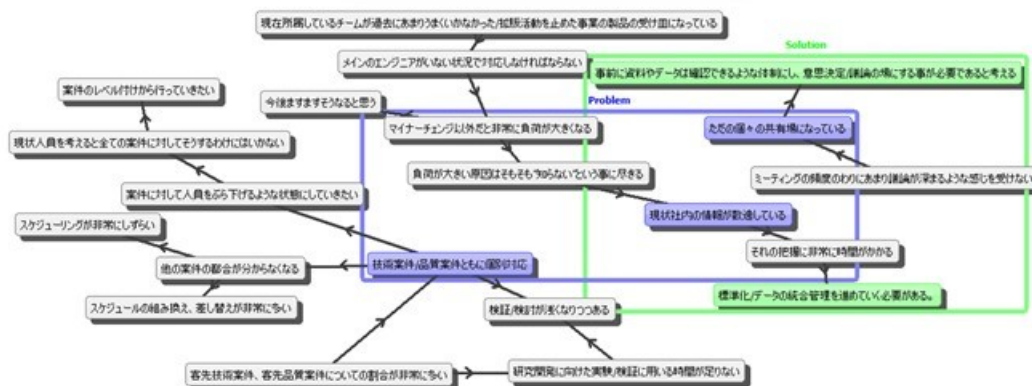 現在所属しているチームが過去にあまりうまくいかなかった/拡販活動を止めた事業の製品の受け皿になっている
Solution
メインのエンジニアがいない状況で対応しなければならない
事前に資料やデータは確認できるような体制にし、意思決定/議論の場にする事が必要であると考える
案件のレベル付けから行っていきたい
今後ますますそうなると思う
Problem
マイナーチェンジ以外だと非常に負荷が大きくなる
ただの個々の共有場になっている
現状人員を考えると全ての案件に対してそうするわけにはいかない
負荷が大きい原因はそもそも"知らない"という事に尽きる
ミーティングの頻度のわりにあまり議論が深まるような感じを受けない
案件に対して人員をぶら下げるような状態にしていきたい
現状社内の情報が散逸している
スケジューリングが非常にしずらい
それの把握に非常に時間がかかる
他の案件の都合が分からなくなる
技術案件/品質案件ともに個別対応
標準化/データの統合管理を進めていく必要がある。
スケジュールの組み換え、差し替えが非常に多い
検証/検討が浅くなりつつある
客先技術案件、客先品質案件についての割合が非常に多い
研究開発に向けた実験/検証に用いる時間が足りない